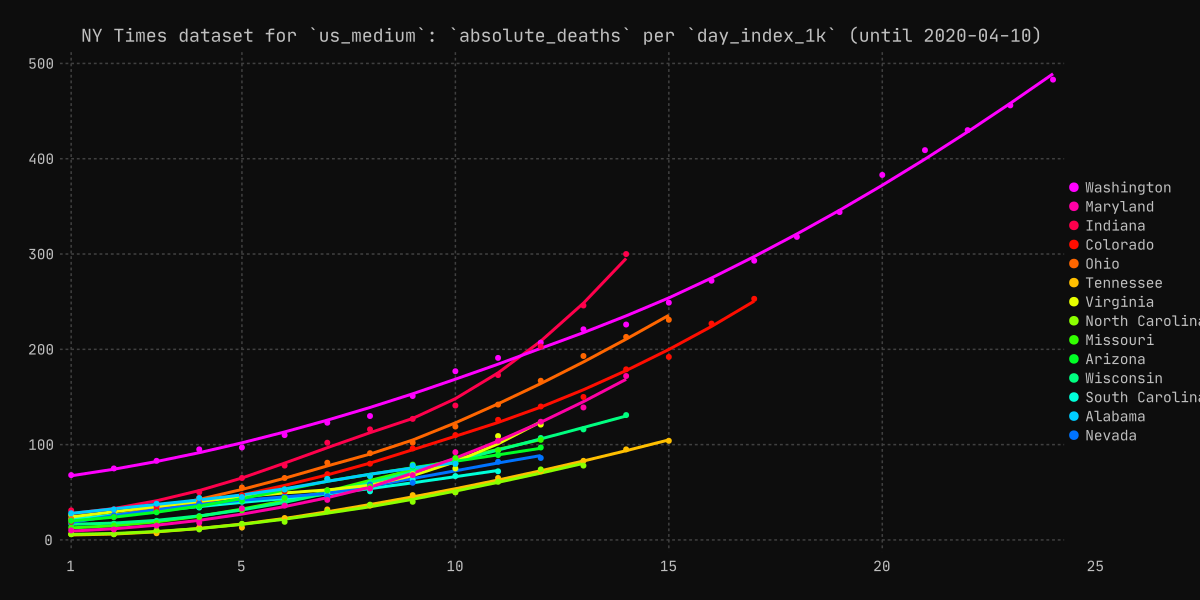 NY Times dataset for `us_medium`: `absolute_deaths` per `day_index_1k` (until 2020-04-10)
500
400
300
200
100
0
1 5 10 15 20 25
Washington
Maryland
Indiana
Colorado
Ohio
Tennessee
Virginia
North Carolina
Missouri
Arizona
Wisconsin
South Carolina
Alabama
Nevada